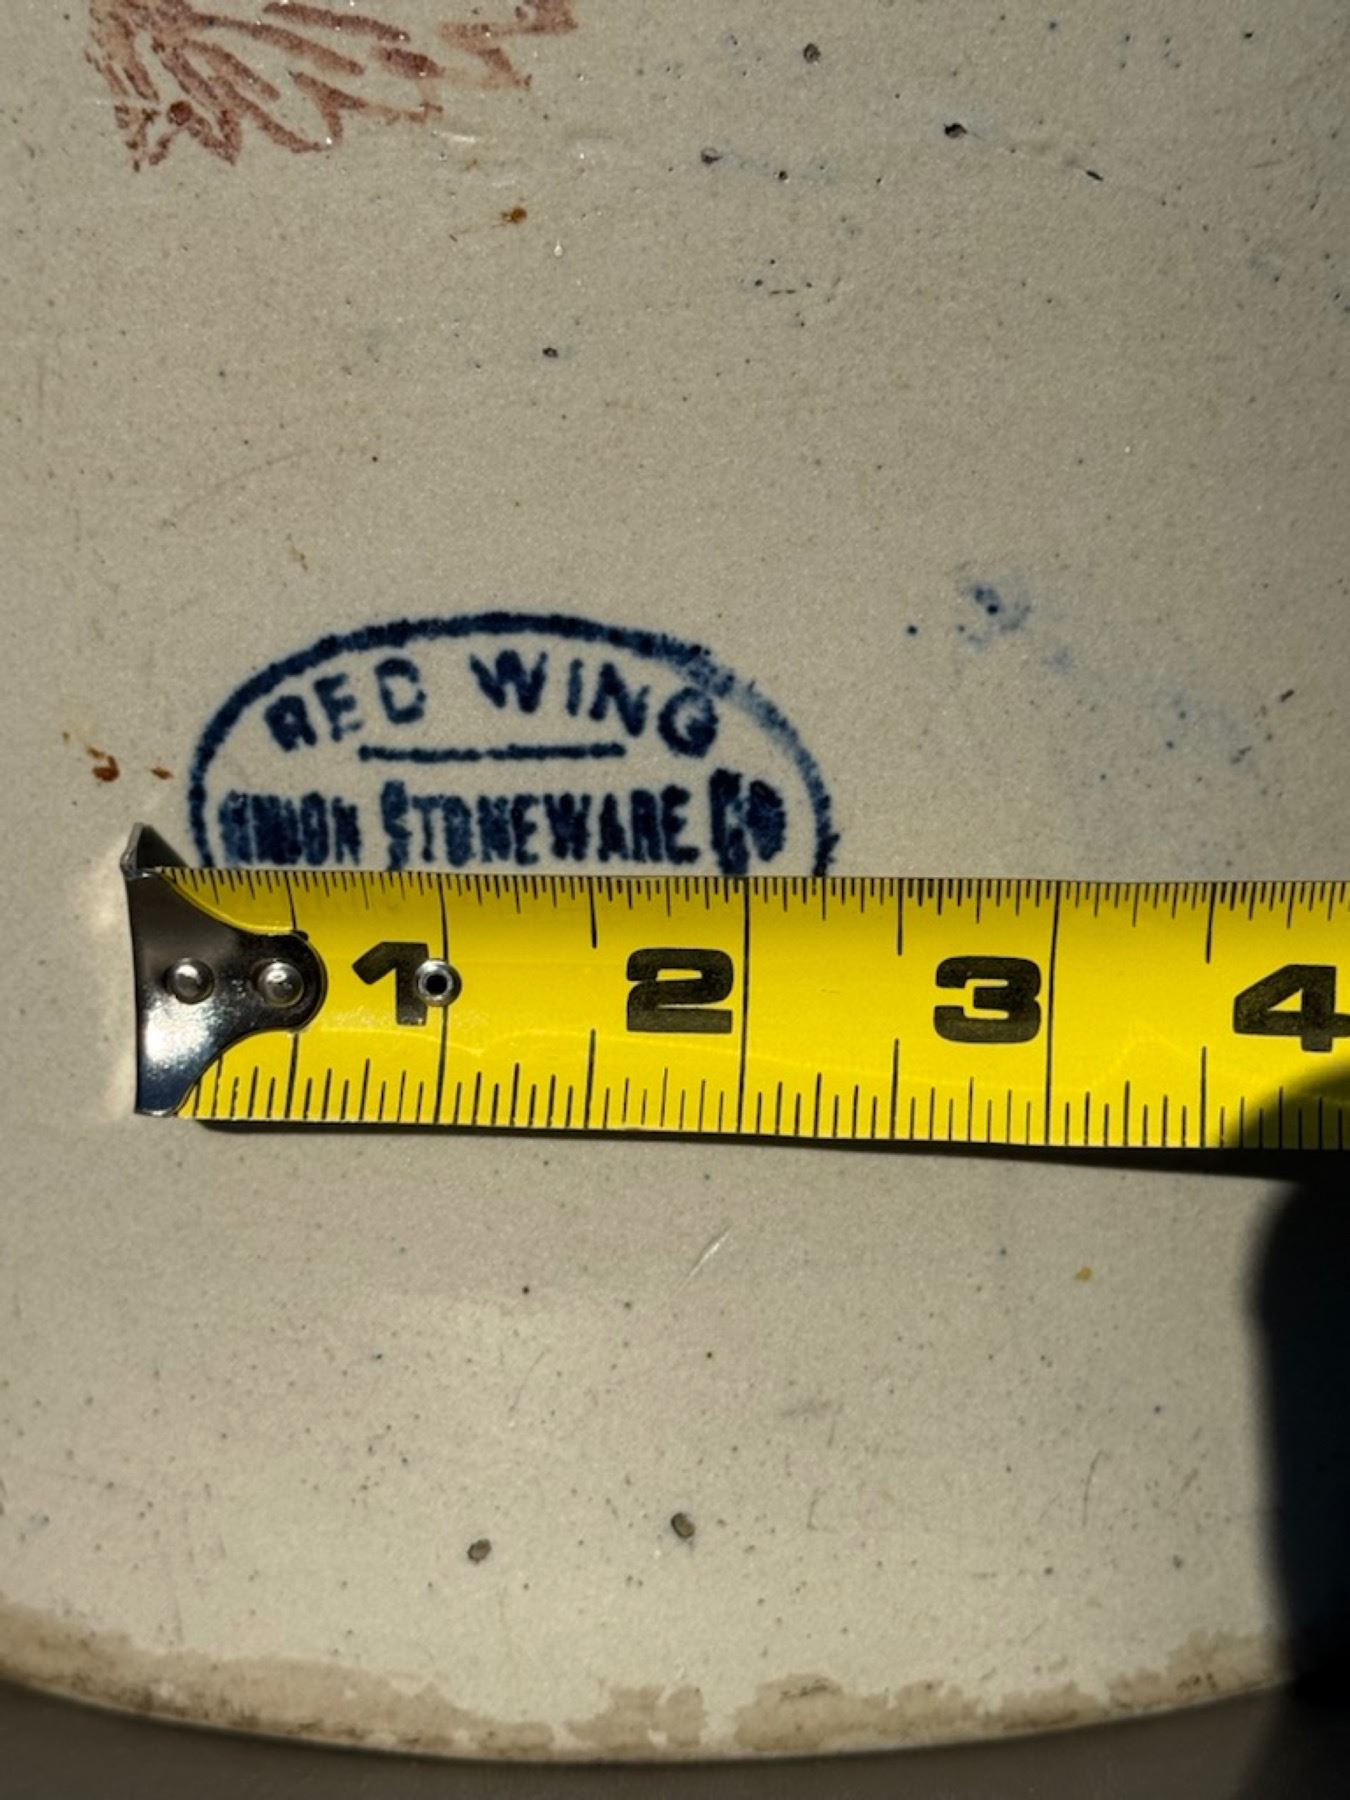 RED WING
UNION STONEWARE CO
1 2 3 4